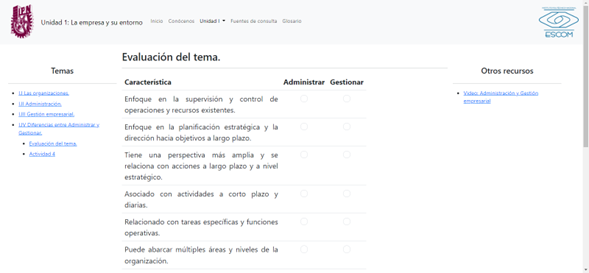 Unidad 1: La empresa y su entorno
Inicio Conócenos Unidad I Fuentes de consulta Glosario
ESCOM
Temas
I.I Las organizaciones.
I.II Administración.
I.III Gestión empresarial.
I.IV Diferencias entre Administrar y
Gestionar.
Evaluación del tema.
Actividad 4
Evaluación del tema.
Característica Administrar Gestionar
Enfoque en la supervisión y control de
operaciones y recursos existentes.
Enfoque en la planificación estratégica y la
dirección hacia objetivos a largo plazo.
Tiene una perspectiva más amplia y se
relaciona con acciones a largo plazo y a nivel
estratégico.
Asociado con actividades a corto plazo y
diarias.
Relacionado con tareas específicas y funciones
operativas.
Puede abarcar múltiples áreas y niveles de la
organización.
Otros recursos
Video: Administración y Gestión
empresarial